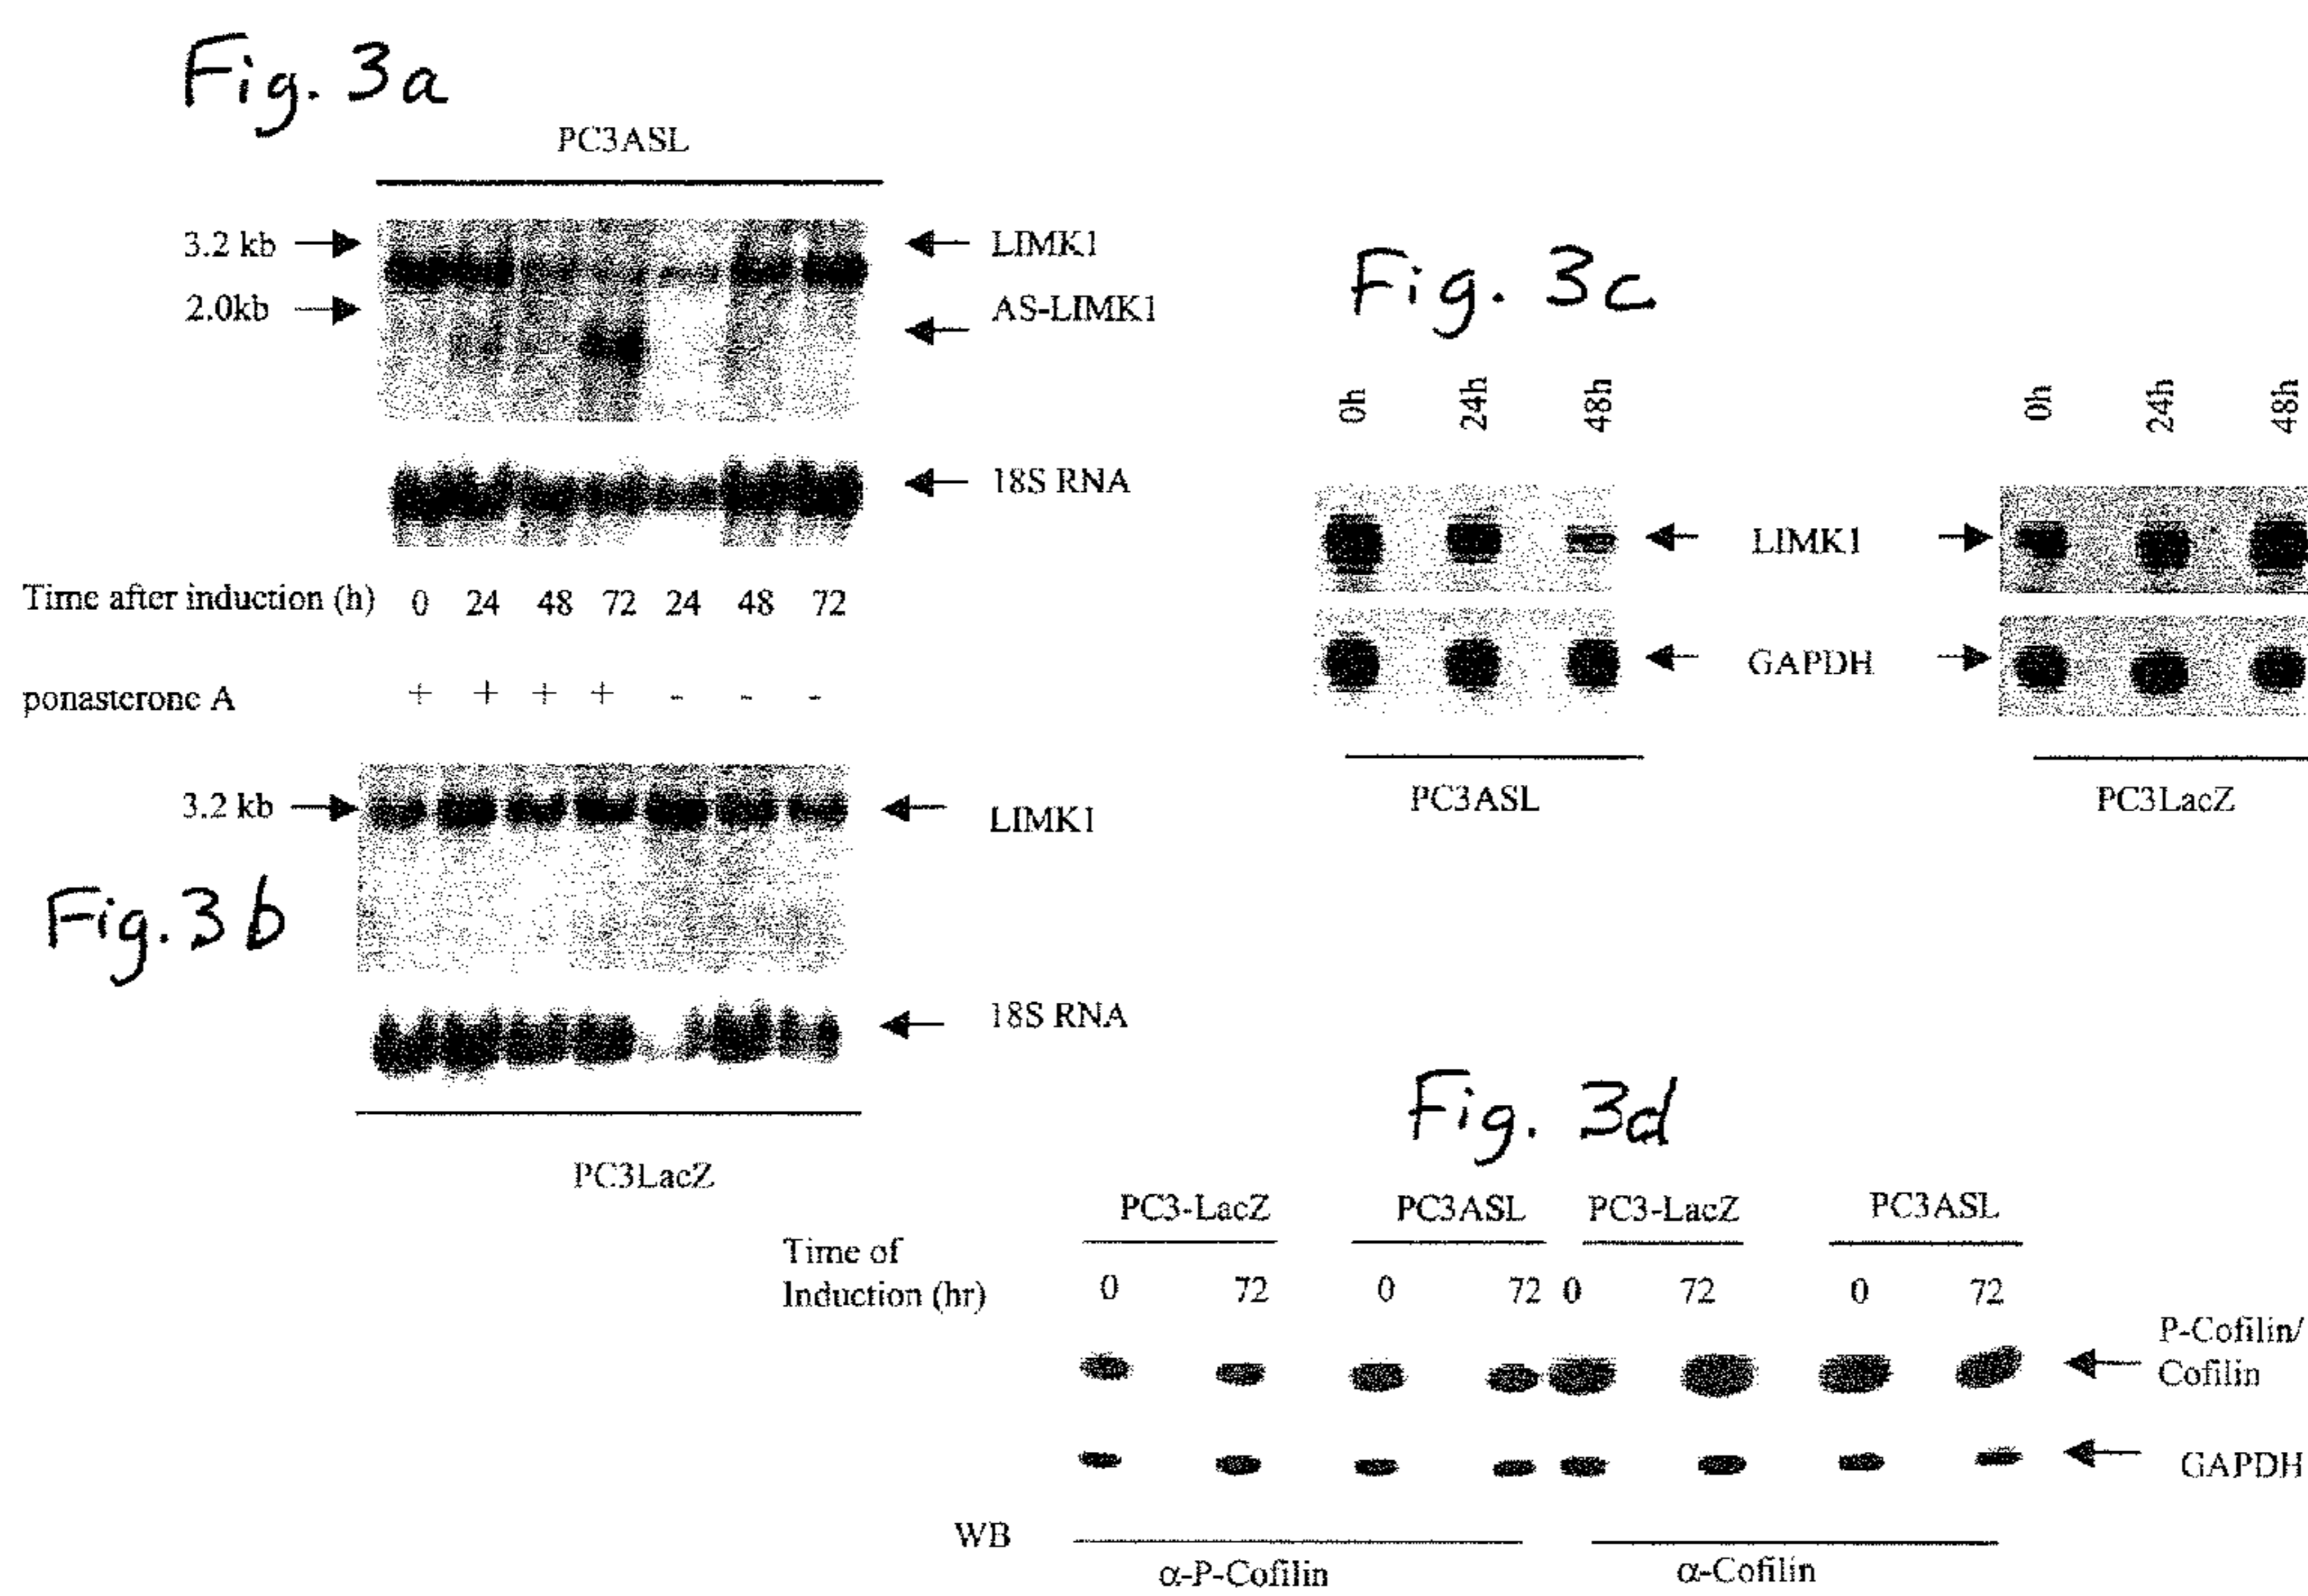 Fig. 3a
PC3ASL
3.2 kb
LIMK1
2.0kb
AS-LIMK1
18S RNA
Time after induction (h) 0 24 48 72 24 48 72
ponasterone A + + + + - - -
3.2 kb
LIMK1
Fig. 3b
18S RNA
PC3LacZ
Fig. 3c
0h 24h 48h
0h 24h 48h
LIMK1
GAPDH
PC3ASL
PC3LacZ
Fig. 3d
PC3-LacZ PC3ASL PC3-LacZ PC3ASL
Time of
Induction (hr) 0 72 0 72 0 72 0 72
P-Cofilin/
Cofilin
GAPDH
WB
α-P-Cofilin
α-Cofilin